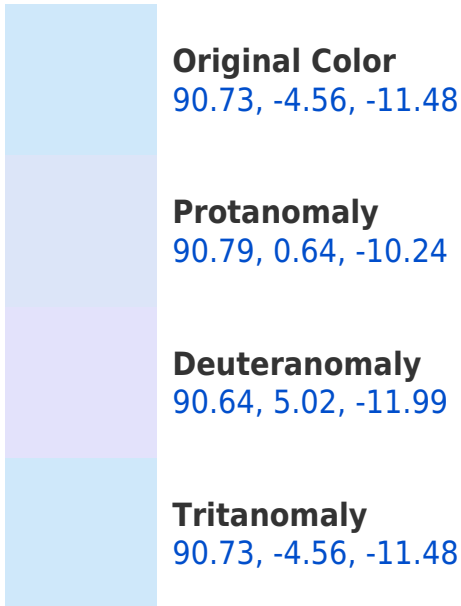 Original Color
90.73, -4.56, -11.48
Protanomaly
90.79, 0.64, -10.24
Deuteranomaly
90.64, 5.02, -11.99
Tritanomaly
90.73, -4.56, -11.48